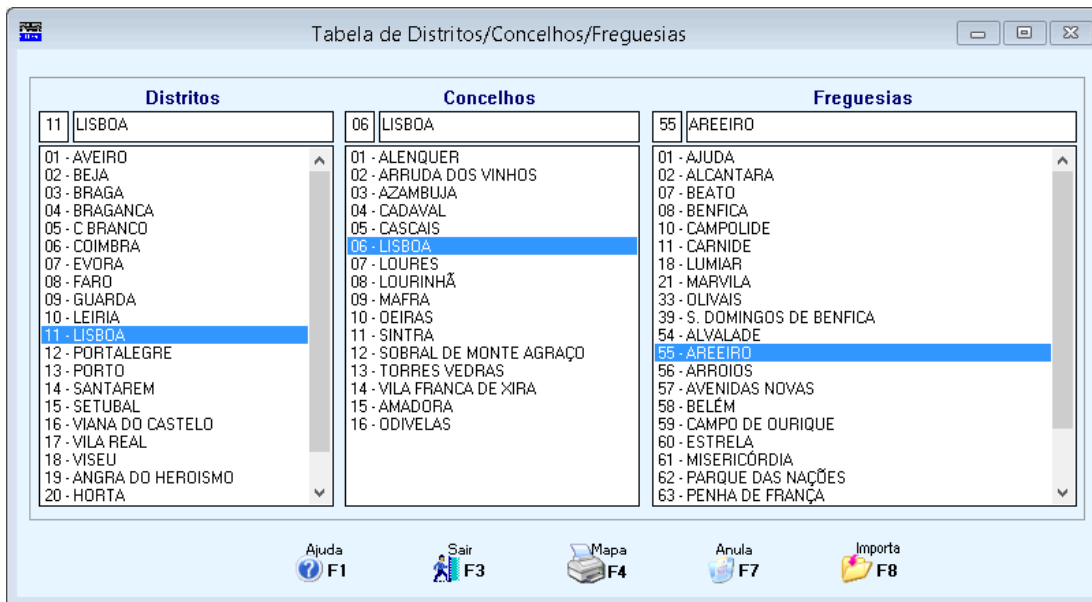 Tabela de Distritos/Concelhos/Freguesias
Distritos
11 LISBOA
01 - AVEIRO
02 - BEJA
03 - BRAGA
04 - BRAGANCA
05 - C BRANCO
06 - COIMBRA
07 - EVORA
08 - FARO
09 - GUARDA
10 - LEIRIA
11 - LISBOA
12 - PORTALEGRE
13 - PORTO
14 - SANTAREM
15 - SETUBAL
16 - VIANA DO CASTELO
17 - VILA REAL
18 - VISEU
19 - ANGRA DO HEROISMO
20 - HORTA
Concelhos
06 LISBOA
01 - ALENQUER
02 - ARRUDA DOS VINHOS
03 - AZAMBUJA
04 - CADAVAL
05 - CASCAIS
06 - LISBOA
07 - LOURES
08 - LOURINHÃ
09 - MAFRA
10 - OEIRAS
11 - SINTRA
12 - SOBRAL DE MONTE AGRAÇO
13 - TORRES VEDRAS
14 - VILA FRANCA DE XIRA
15 - AMADORA
16 - ODIVELAS
Freguesias
55 AREEIRO
01 - AJUDA
02 - ALCANTARA
07 - BEATO
08 - BENFICA
10 - CAMPOLIDE
11 - CARNIDE
18 - LUMIAR
21 - MARVILA
33 - OLIVAIS
39 - S. DOMINGOS DE BENFICA
54 - ALVALADE
55 - AREEIRO
56 - ARROIOS
57 - AVENIDAS NOVAS
58 - BELÉM
59 - CAMPO DE OURIQUE
60 - ESTRELA
61 - MISERICÓRDIA
62 - PARQUE DAS NAÇÕES
63 - PENHA DE FRANÇA
Ajuda F1
Sair F3
Mapa F4
Anula F7
Importa F8